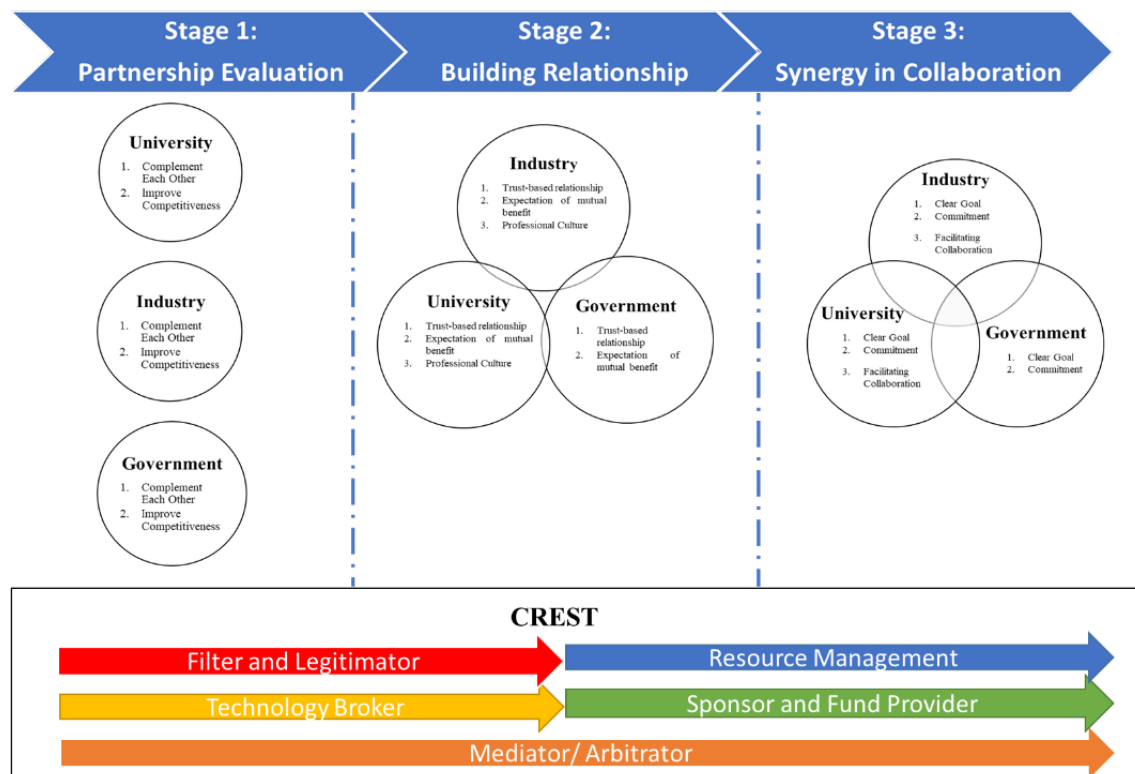 Stage 1:
Partnership Evaluation
Stage 2:
Building Relationship
Stage 3:
Synergy in Collaboration
University
1. Complement
Each Other
2. Improve
Competitiveness
Industry
1. Complement
Each Other
2. Improve
Competitiveness
Government
1. Complement
Each Other
2. Improve
Competitiveness
Industry
1. Trust-based relationship
2. Expectation of mutual
benefit
3. Professional Culture
University
1. Trust-based relationship
2. Expectation of mutual
benefit
3. Professional Culture
Government
1. Trust-based
relationship
2. Expectation of
mutual benefit
Industry
1. Clear Goal
2. Commitment
3. Facilitating
Collaboration
University
1. Clear Goal
2. Commitment
3. Facilitating
Collaboration
Government
1. Clear Goal
2. Commitment
CREST
Filter and Legitimator
Resource Management
Technology Broker
Sponsor and Fund Provider
Mediator/ Arbitrator